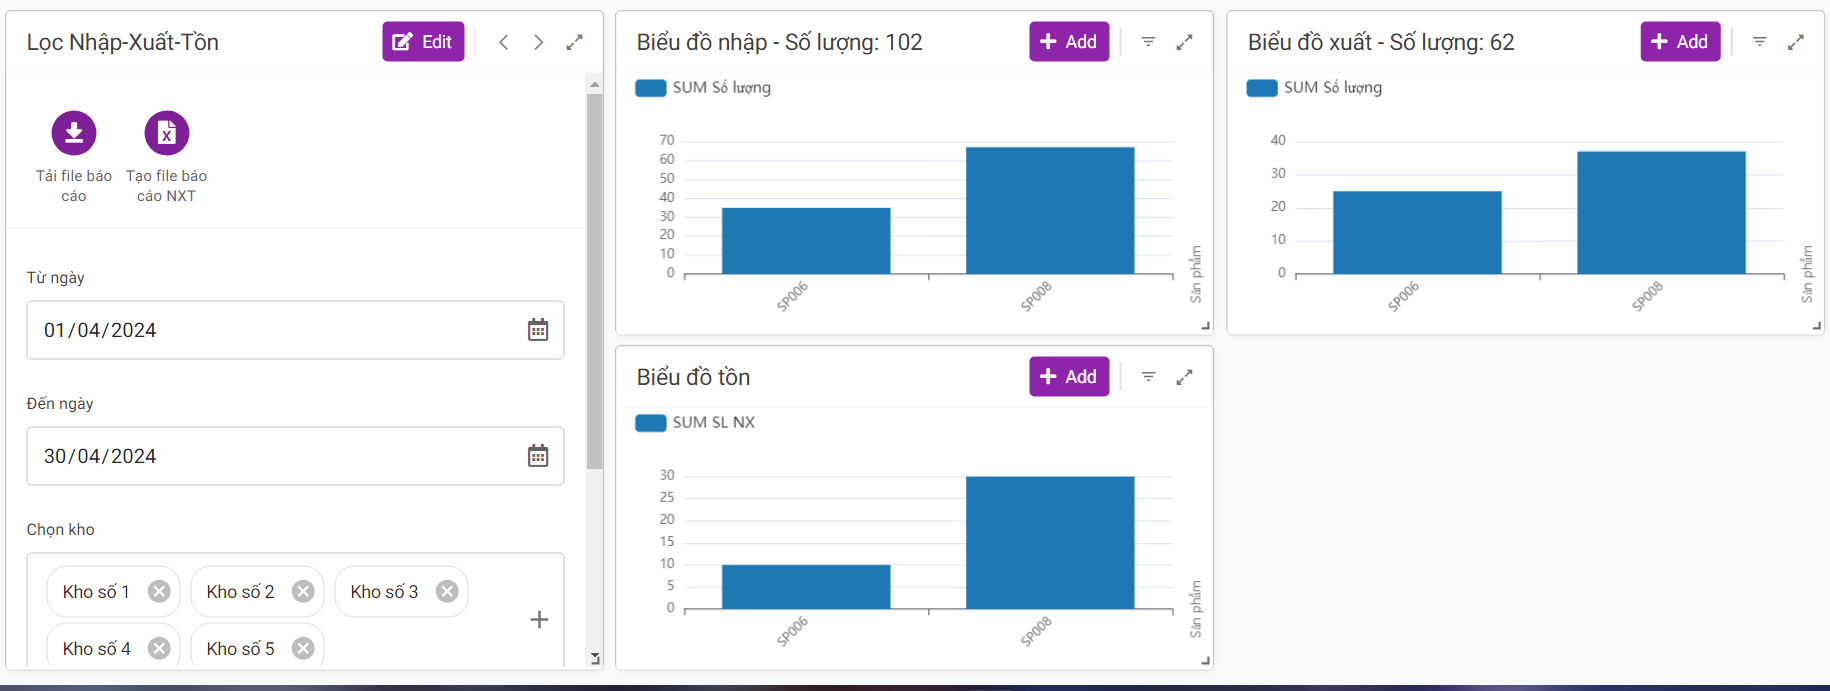 Lọc Nhập-Xuất-Tồn
Edit
Tải file báo
cáo
Tạo file báo
cáo NXT
Từ ngày
01/04/2024
Đến ngày
30/04/2024
Chọn kho
Kho số 1
Kho số 2
Kho số 3
Kho số 4
Kho số 5
Biểu đồ nhập - Số lượng: 102
Add
SUM Số lượng
70
60
50
40
30
20
10
0
SP006
SP008
Sản phẩm
Biểu đồ xuất - Số lượng: 62
Add
SUM Số lượng
40
30
20
10
0
SP006
SP008
Sản phẩm
Biểu đồ tồn
Add
SUM SL NX
30
25
20
15
10
5
0
SP006
SP008
Sản phẩm